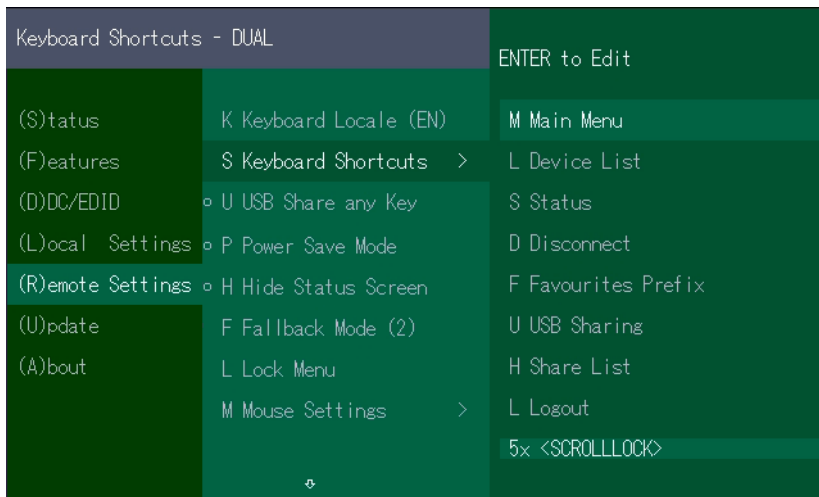 Keyboard Shortcuts - DUAL
ENTER to Edit
(S)tatus
(F)eatures
(D)DC/EDID
(L)ocal Settings
(R)emote Settings
(U)pdate
(A)bout
K Keyboard Locale (EN)
S Keyboard Shortcuts >
U USB Share any Key
P Power Save Mode
H Hide Status Screen
F Fallback Mode (2)
L Lock Menu
M Mouse Settings >
M Main Menu
L Device List
S Status
D Disconnect
F Favourites Prefix
U USB Sharing
H Share List
L Logout
5x <SCROLLLOCK>